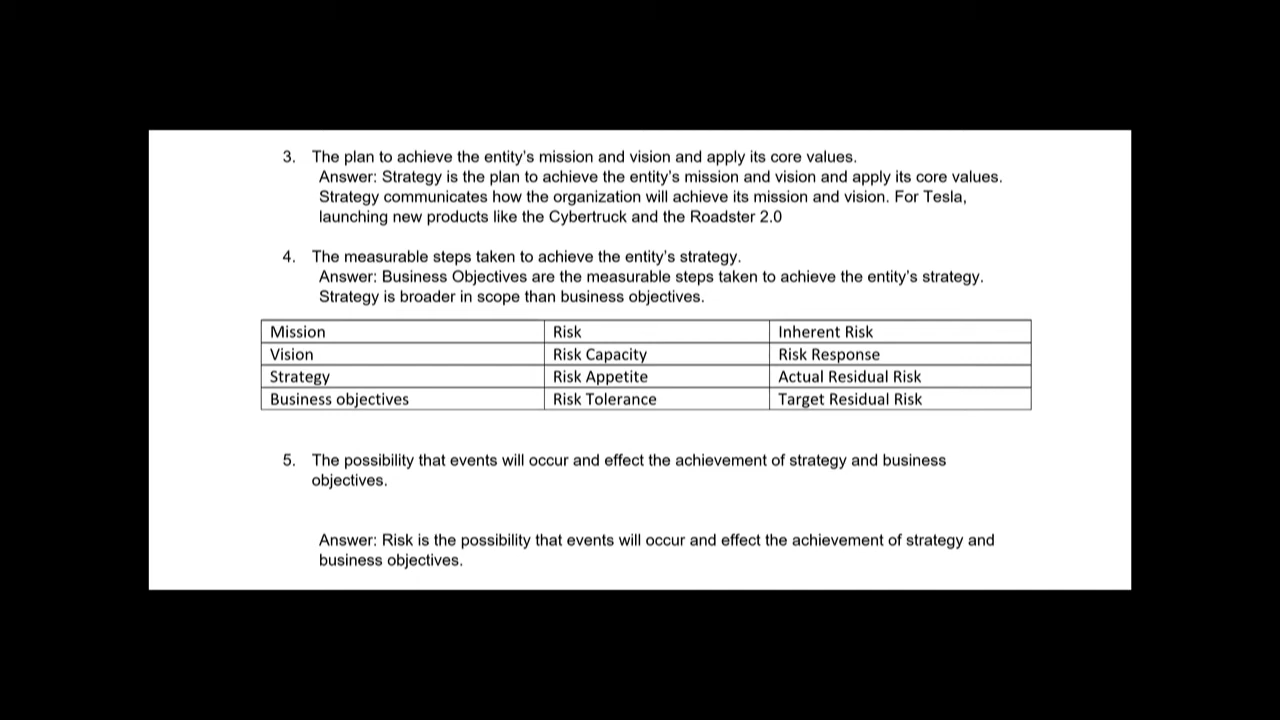 3. The plan to achieve the entity's mission and vision and apply its core values.
Answer: Strategy is the plan to achieve the entity's mission and vision and apply its core values.
Strategy communicates how the organization will achieve its mission and vision. For Tesla,
launching new products like the Cybertruck and the Roadster 2.0
4. The measurable steps taken to achieve the entity's strategy.
Answer: Business Objectives are the measurable steps taken to achieve the entity's strategy.
Strategy is broader in scope than business objectives.
Mission Risk Inherent Risk
Vision Risk Capacity Risk Response
Strategy Risk Appetite Actual Residual Risk
Business objectives Risk Tolerance Target Residual Risk
5. The possibility that events will occur and effect the achievement of strategy and business
objectives.
Answer: Risk is the possibility that events will occur and effect the achievement of strategy and
business objectives.